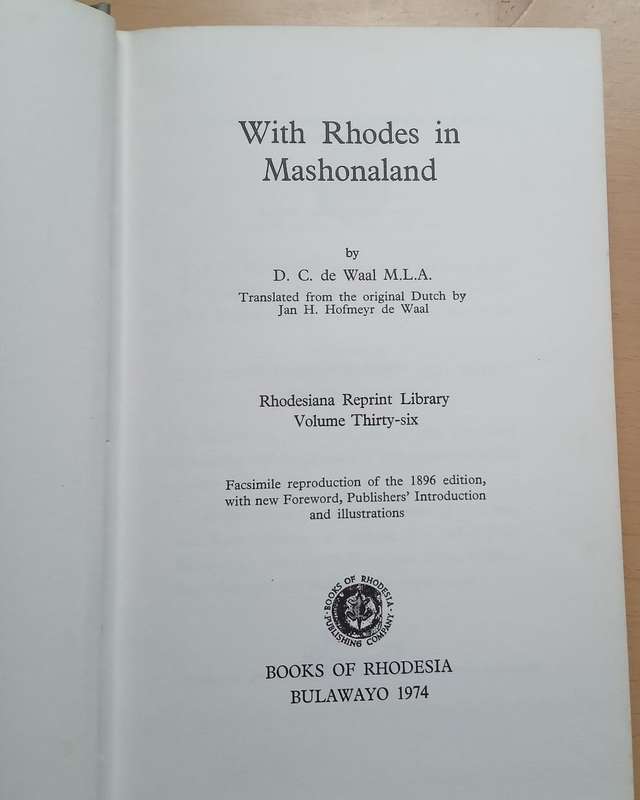 With Rhodes in
Mashonaland
by
D. C. de Waal M.L.A.
Translated from the original Dutch by
Jan H. Hofmeyr de Waal
Rhodesiana Reprint Library
Volume Thirty-six
Facsimile reproduction of the 1896 edition,
with new Foreword, Publishers' Introduction
and illustrations
BOOKS OF RHODESIA
PUBLISHING COMPANY
BOOKS OF RHODESIA
BULAWAYO 1974